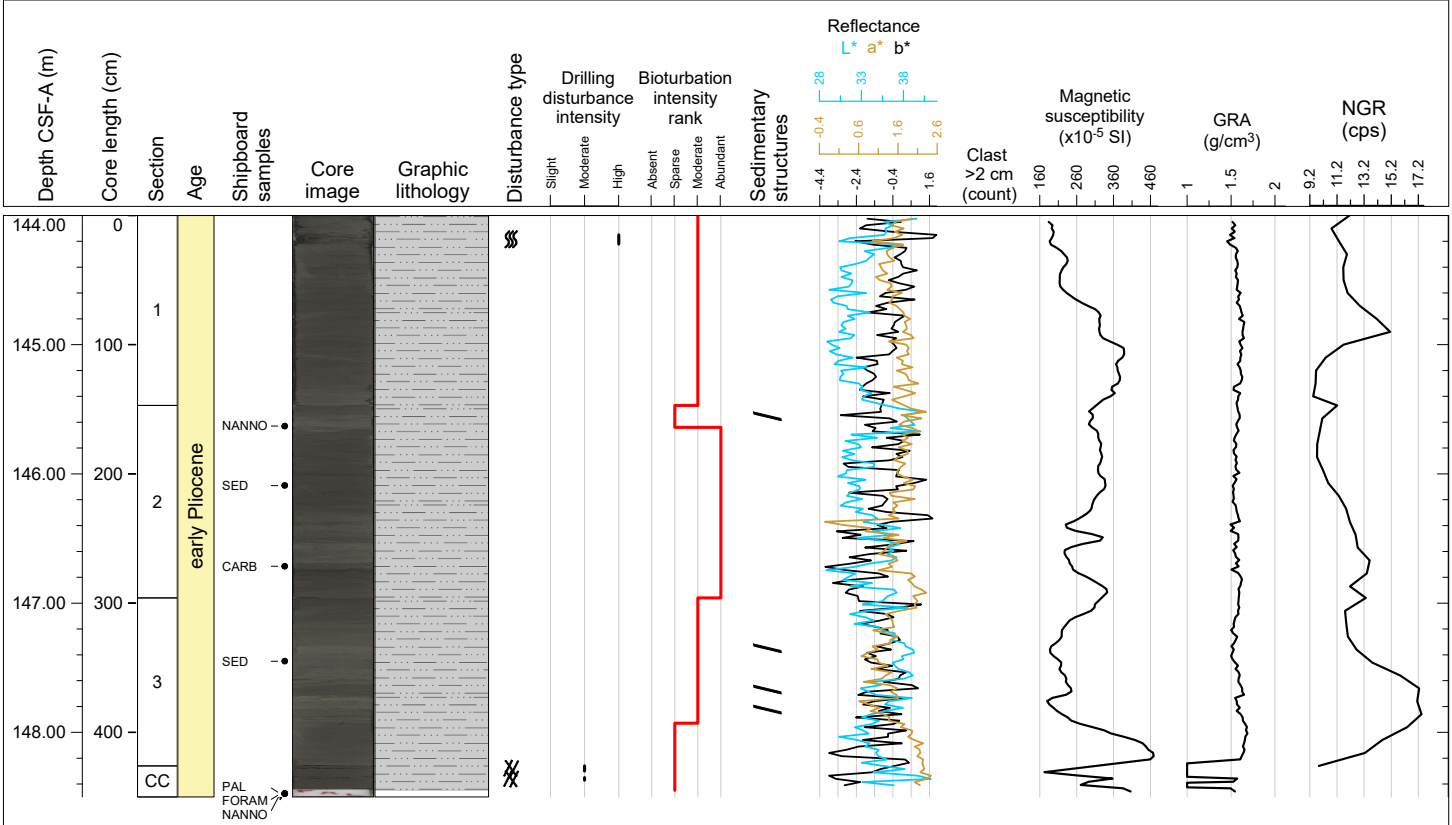 Depth CSF-A (m)
Core length (cm)
Section
Age
Shipboard
samples
Core
image
Graphic
lithology
Disturbance type
Drilling
disturbance
intensity
Slight
Moderate
High
Bioturbation
intensity
rank
Absent
Sparse
Moderate
Abundant
Sedimentary
structures
Reflectance
L* a* b*
28 33 38
-0.4 0.6 1.6 2.6
-4.4 -2.4 -0.4 1.6
Clast
>2 cm
(count)
Magnetic
susceptibility
(x10-5 SI)
160 260 360 460
GRA
(g/cm3)
1 1.5 2
NGR
(cps)
9.2 11.2 13.2 15.2 17.2
144.00
145.00
146.00
147.00
148.00
0
100
200
300
400
1
2
3
CC
early Pliocene
NANNO
SED
CARB
SED
PAL
FORAM
NANNO